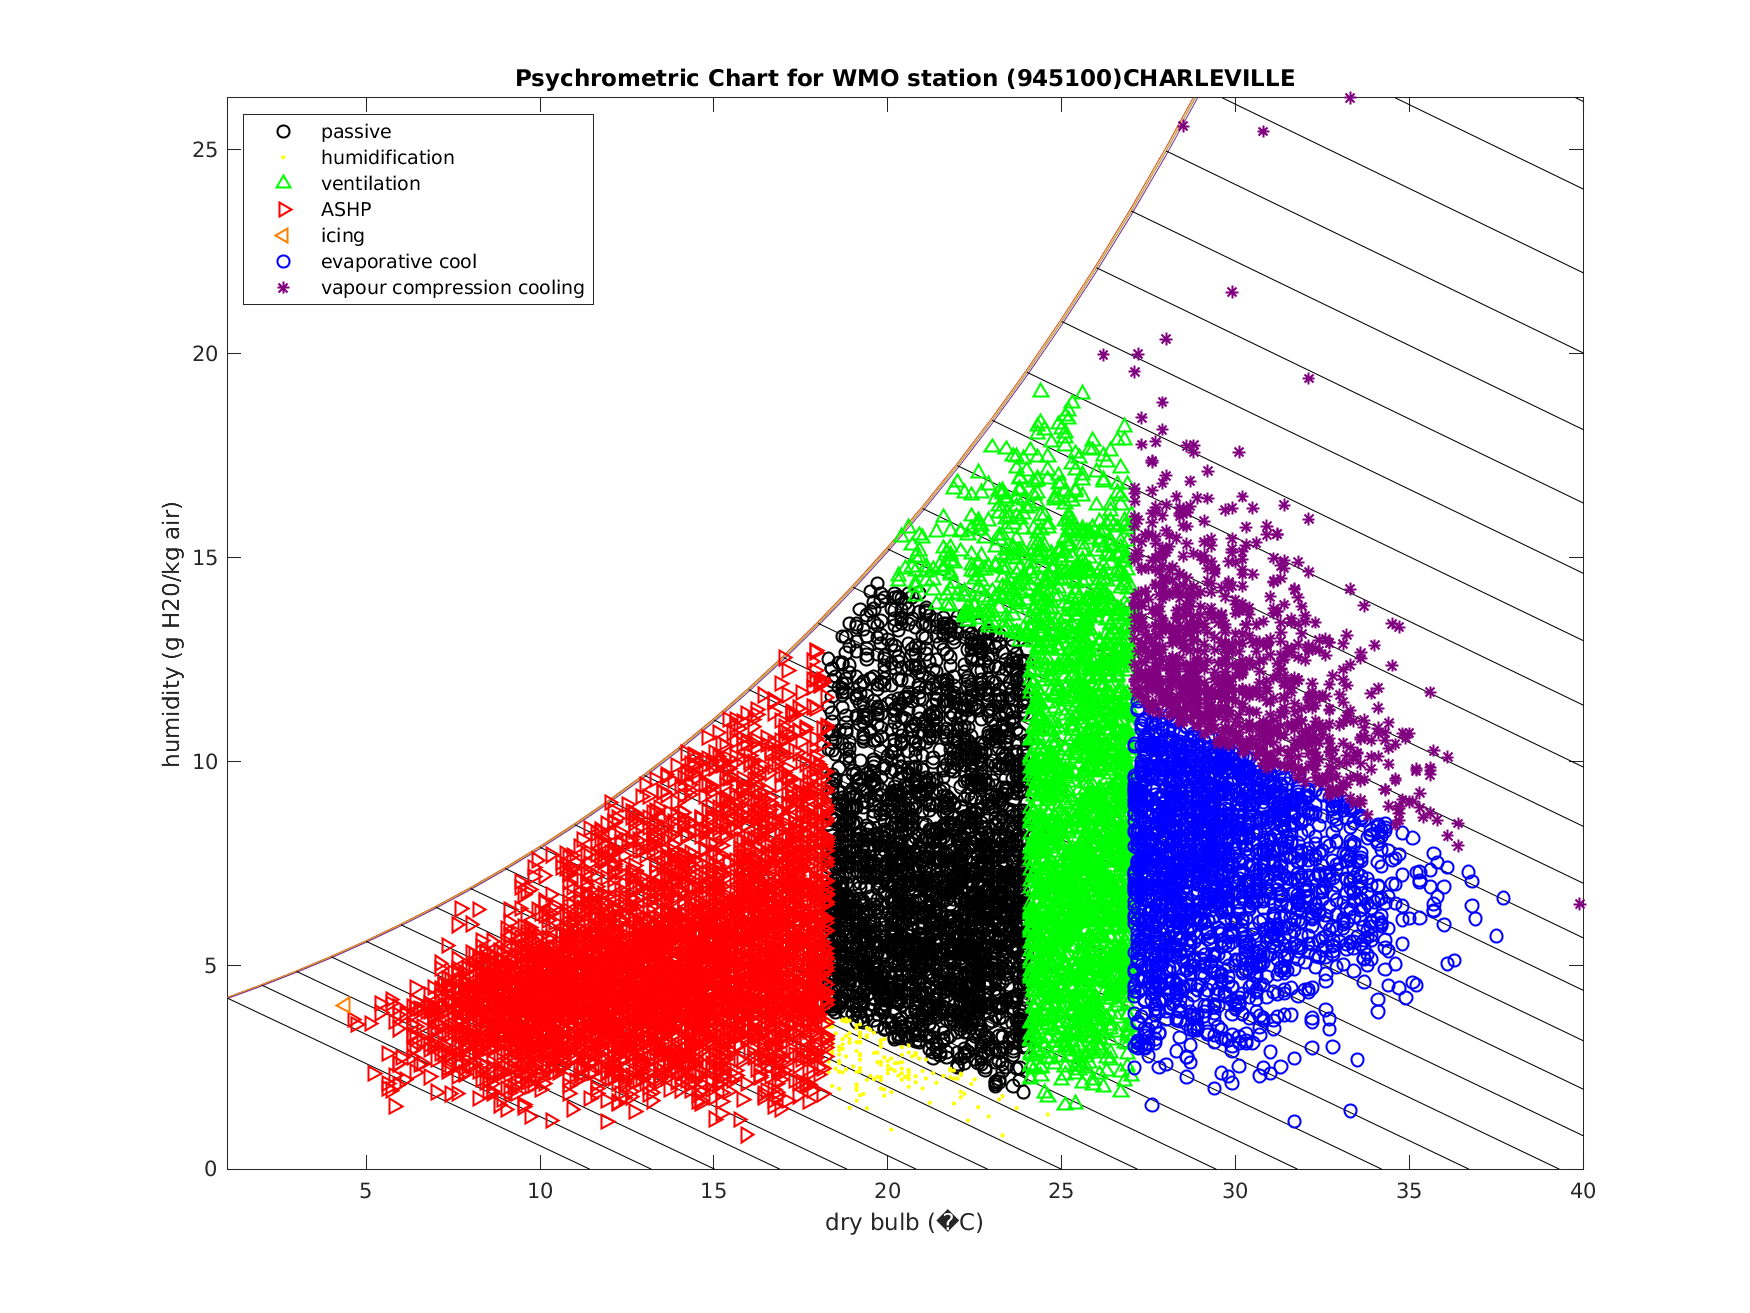 Psychrometric Chart for WMO station (945100)CHARLEVILLE
passive
humidification
ventilation
ASHP
icing
evaporative cool
vapour compression cooling
25
20
15
10
5
0
humidity (g H20/kg air)
5 10 15 20 25 30 35 40
dry bulb (�C)